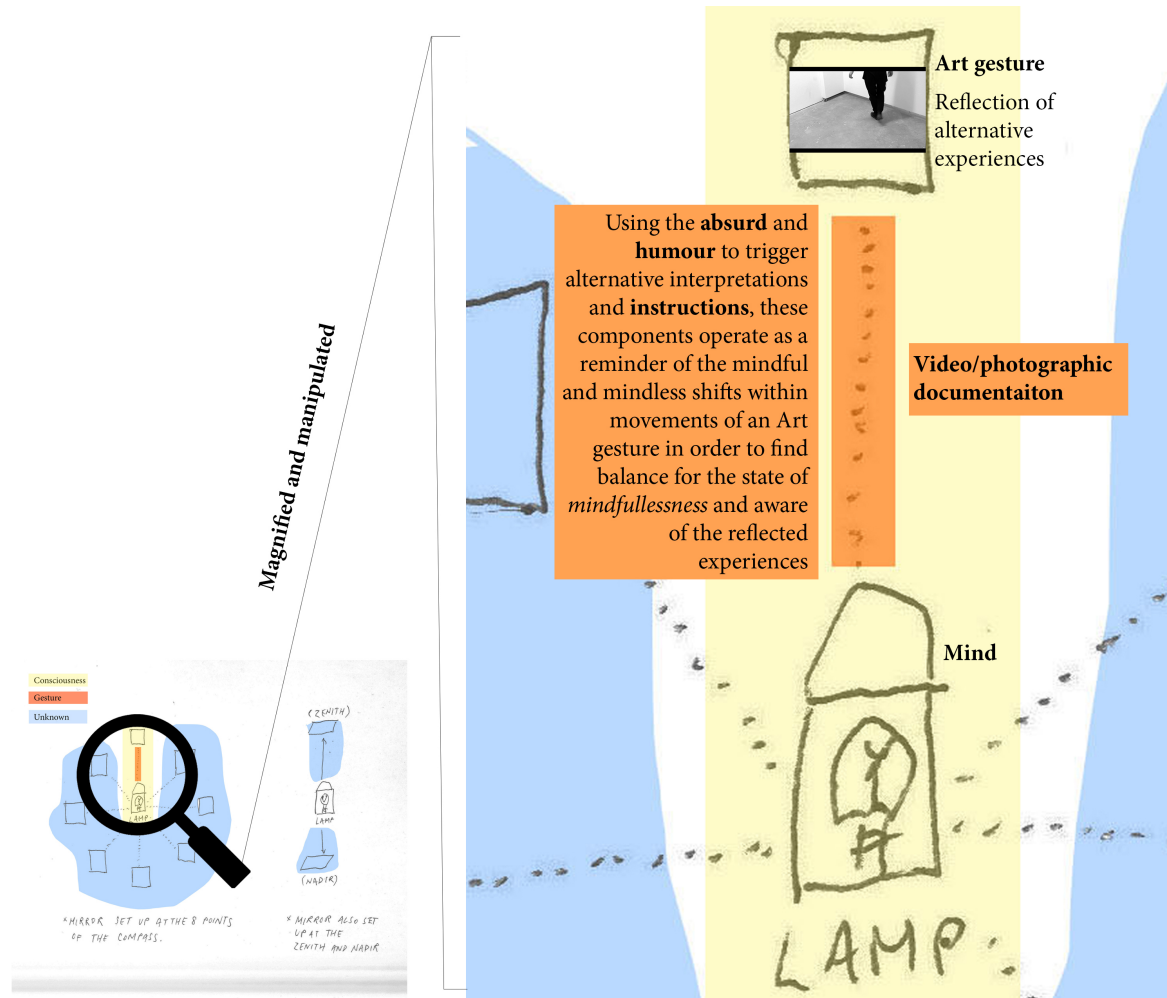 Art gesture
Reflection of
alternative
experiences
Using the absurd and
humour to trigger
alternative interpretations
and instructions, these
components operate as a
reminder of the mindful
and mindless shifts within
movements of an Art
gesture in order to find
balance for the state of
mindfullessness and aware
of the reflected
experiences
Video/photographic
documentaiton
Mind
LAMP.
Magnified and manipulated
Consciousness
Gesture
Unknown
LAMP
* MIRROR SET UP AT THE 8 POINTS
OF THE COMPASS.
(ZENITH)
LAMP
(NADIR)
* MIRROR ALSO SET
UP AT THE
ZENITH AND NADIR